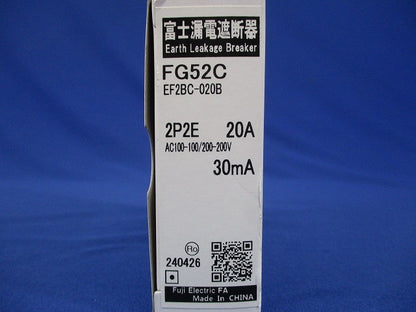 富士漏電遮断器
Earth Leakage Breaker
FG52C
EF2BC-020B
2P2E 20A
AC100-100/200-200V
30mA
Ro
240426
Fuji Electric FA
Made In CHINA